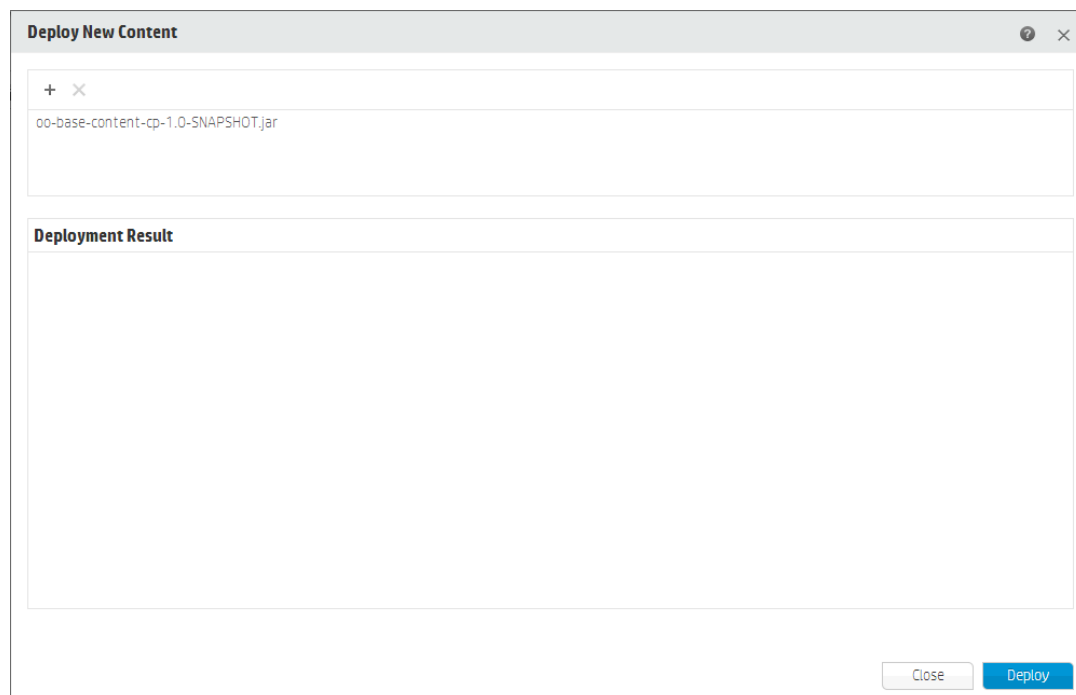 Deploy New Content
oo-base-content-cp-1.0-SNAPSHOT.jar
Deployment Result
Close
Deploy